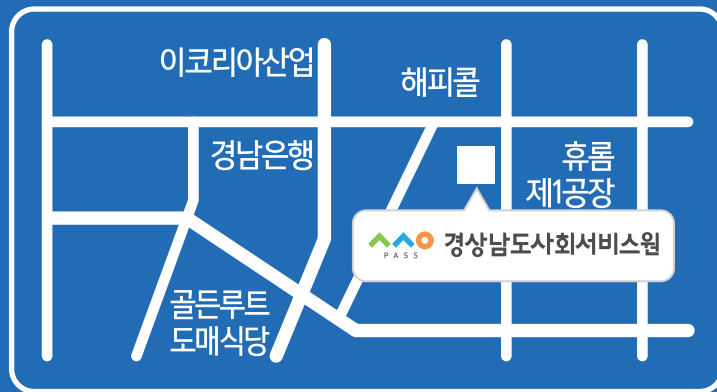 이코리아산업
해피콜
경남은행
휴롬
제1공장
PASS
경상남도사회서비스원
골든루트
도매식당